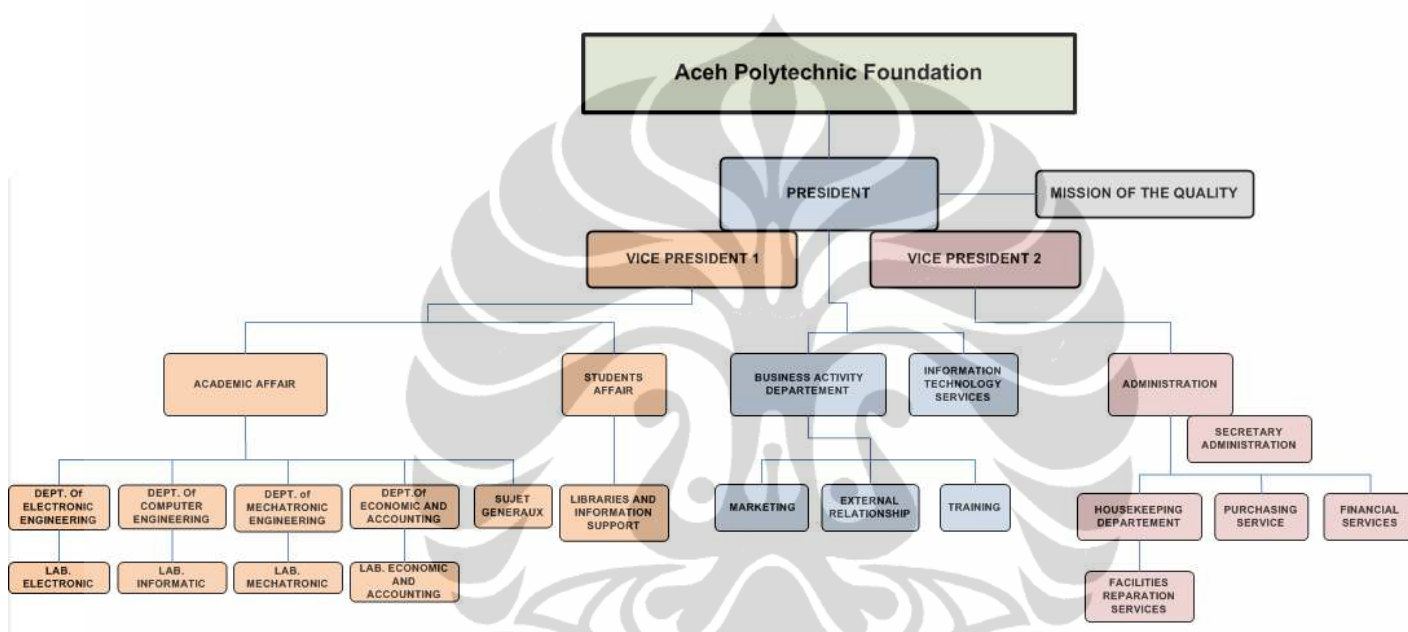 Aceh Polytechnic Foundation
PRESIDENT
MISSION OF THE QUALITY
VICE PRESIDENT 1
VICE PRESIDENT 2
ACADEMIC AFFAIR
STUDENTS
AFFAIR
BUSINESS ACTIVITY
DEPARTEMENT
INFORMATION
TECHNOLOGY
SERVICES
ADMINISTRATION
SECRETARY
ADMINISTRATION
DEPT. Of
ELECTRONIC
ENGINEERING
DEPT. Of
COMPUTER
ENGINEERING
DEPT. of
MECHATRONIC
ENGINEERING
DEPT.Of
ECONOMIC AND
ACCOUNTING
SUJET
GENERAUX
LIBRARIES AND
INFORMATION
SUPPORT
MARKETING
EXTERNAL
RELATIONSHIP
TRAINING
HOUSEKEEPING
DEPARTEMENT
PURCHASING
SERVICE
FINANCIAL
SERVICES
LAB.
ELECTRONIC
LAB.
INFORMATIC
LAB.
MECHATRONIC
LAB. ECONOMIC
AND
ACCOUNTING
FACILITIES
REPARATION
SERVICES